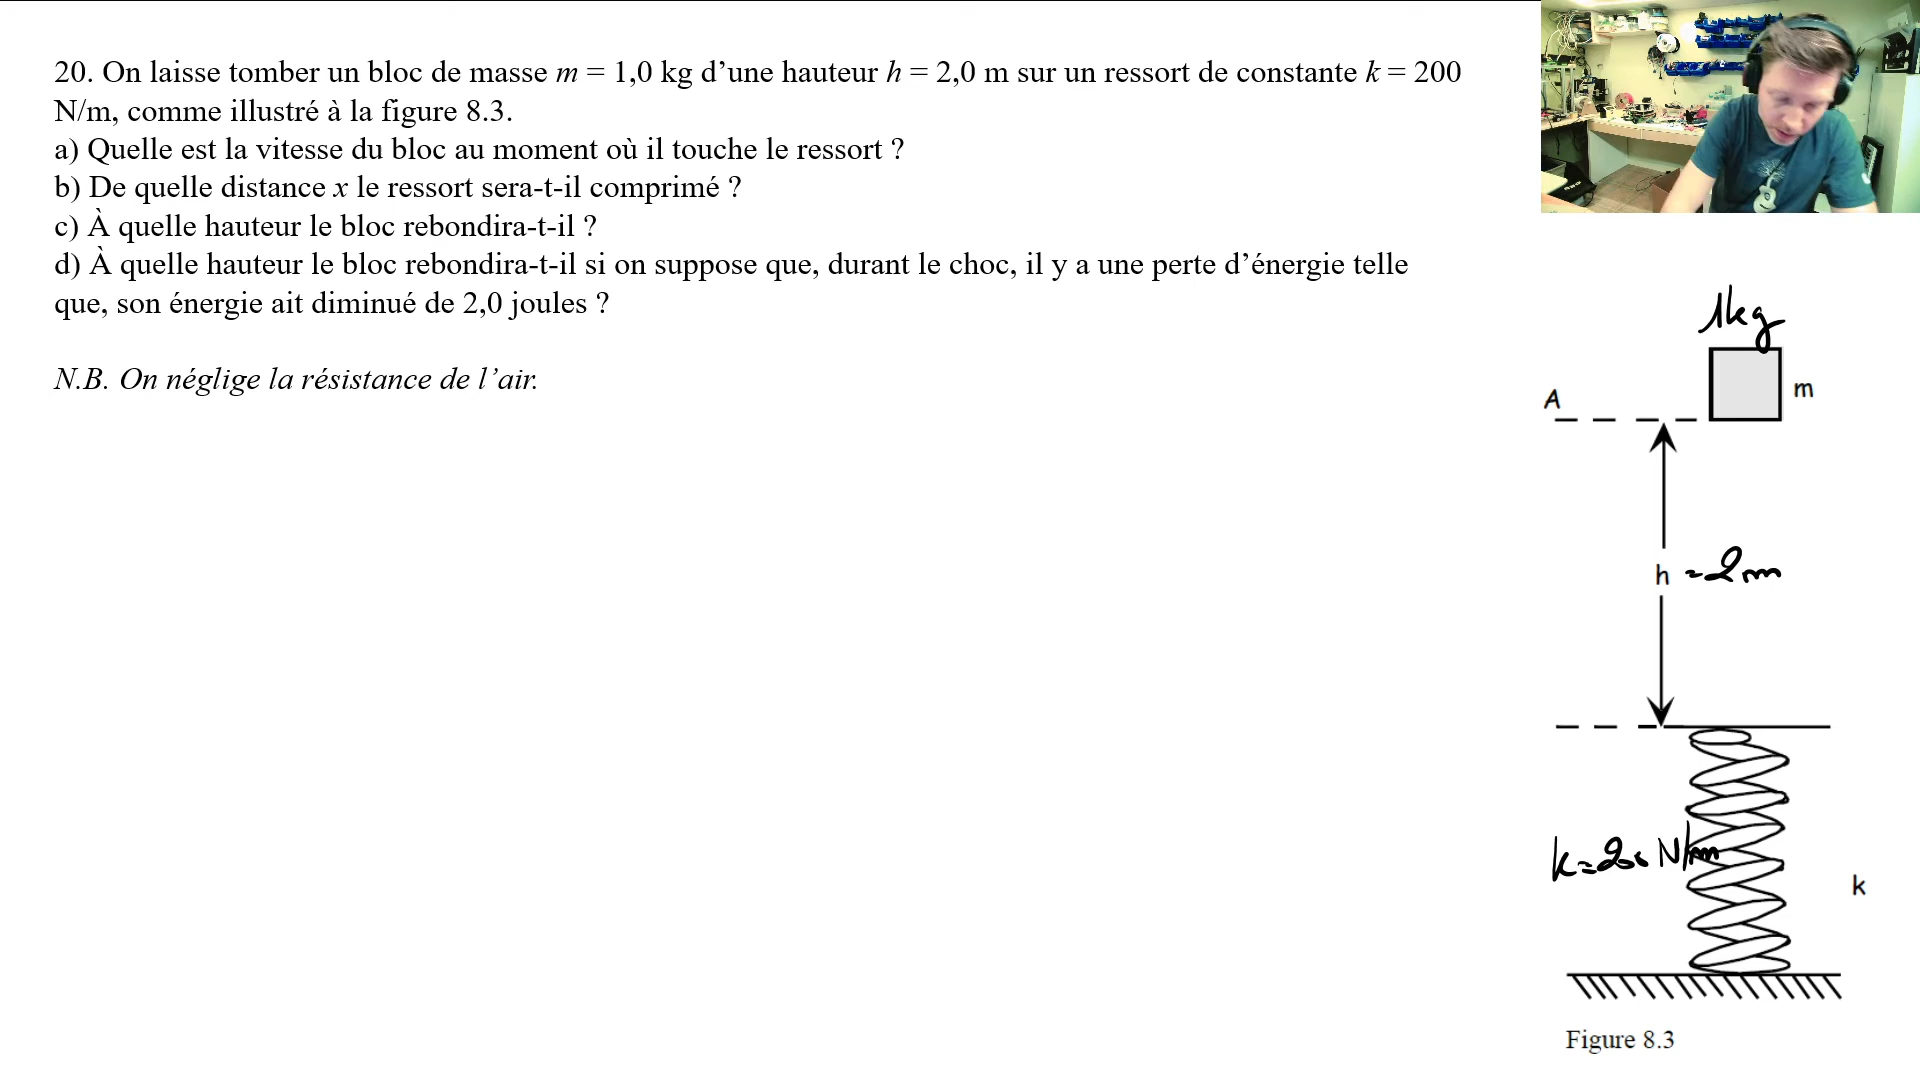 20. On laisse tomber un bloc de masse m = 1,0 kg d’une hauteur h = 2,0 m sur un ressort de constante k = 200
N/m, comme illustré à la figure 8.3.
a) Quelle est la vitesse du bloc au moment où il touche le ressort ?
b) De quelle distance x le ressort sera-t-il comprimé ?
c) À quelle hauteur le bloc rebondira-t-il ?
d) À quelle hauteur le bloc rebondira-t-il si on suppose que, durant le choc, il y a une perte d’énergie telle
que, son énergie ait diminué de 2,0 joules ?
N.B. On néglige la résistance de l’air.
1kg
A
m
h = 2m
k = 200 N/m
k
Figure 8.3